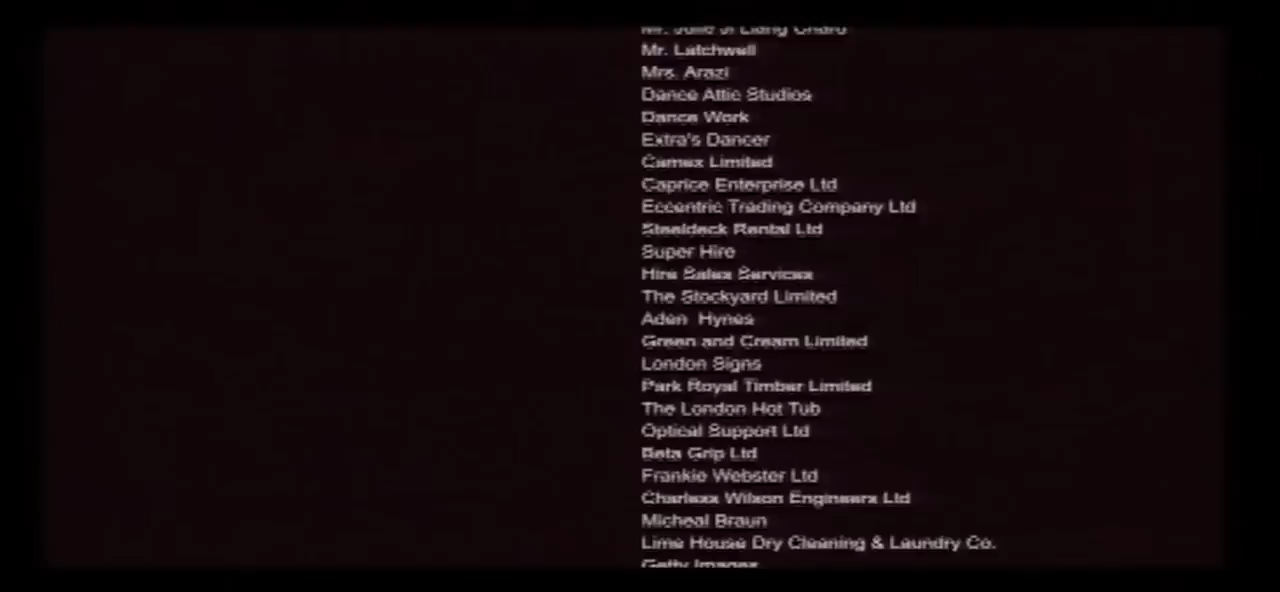 Mr. Latchwell
Mrs. Arazi
Dance Attic Studios
Dance Work
Extra's Dancer
Camex Limited
Caprice Enterprise Ltd
Eccentric Trading Company Ltd
Steeldeck Rental Ltd
Super Hire
Hire Sales Services
The Stockyard Limited
Aden Hynes
Green and Cream Limited
London Signs
Park Royal Timber Limited
The London Hot Tub
Optical Support Ltd
Beta Grip Ltd
Frankie Webster Ltd
Charless Wilson Engineers Ltd
Micheal Braun
Lime House Dry Cleaning & Laundry Co.
Getty Images